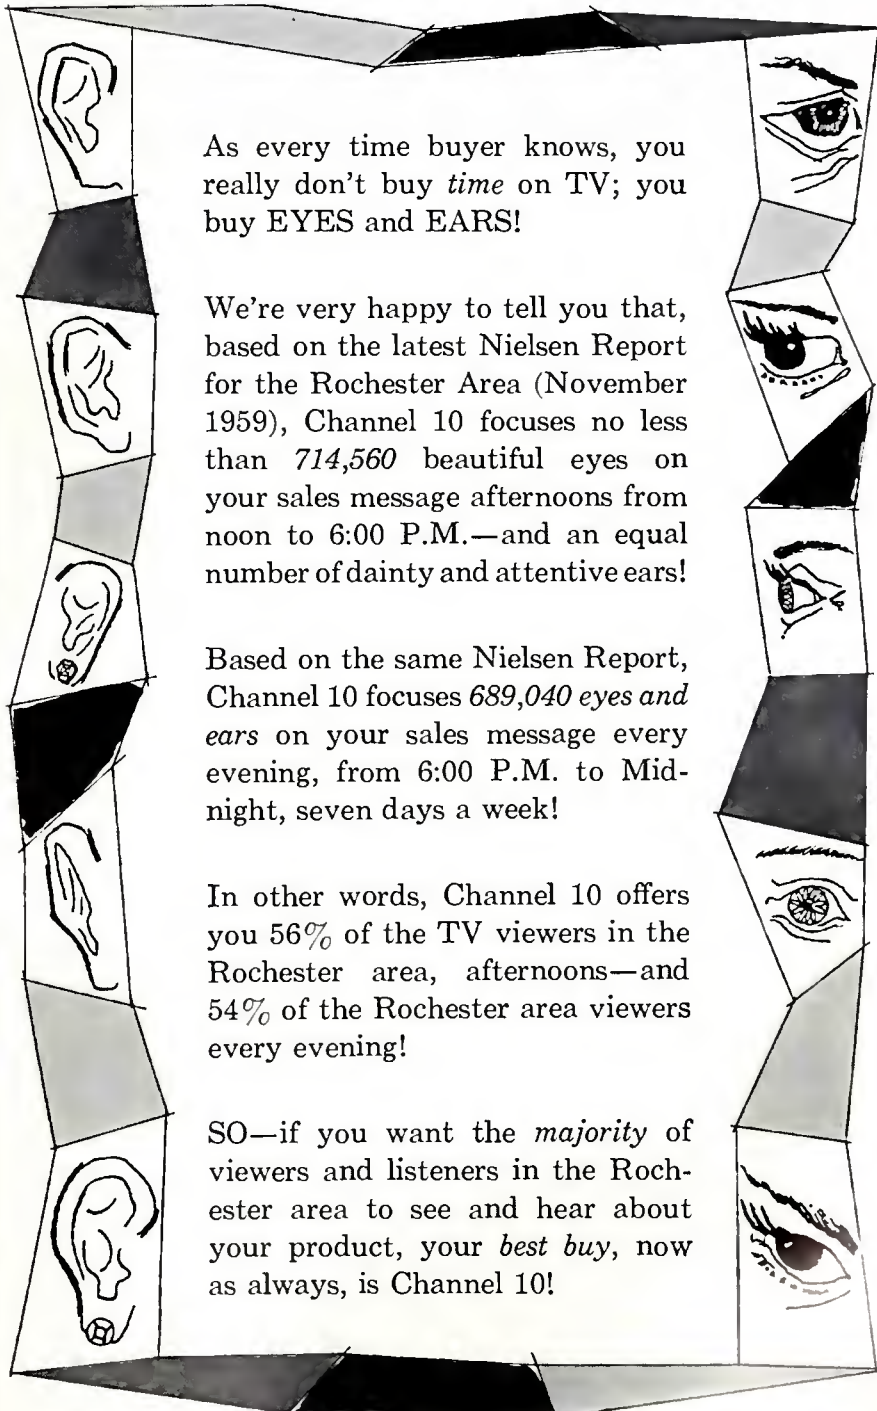 As every time buyer knows, you
really don't buy time on TV; you
buy EYES and EARS!
We're very happy to tell you that,
based on the latest Nielsen Report
for the Rochester Area (November
1959), Channel 10 focuses no less
than 714,560 beautiful eyes on
your sales message afternoons from
noon to 6:00 P.M.—and an equal
number of dainty and attentive ears!
Based on the same Nielsen Report,
Channel 10 focuses 689,040 eyes and
ears on your sales message every
evening, from 6:00 P.M. to Mid-
night, seven days a week!
In other words, Channel 10 offers
you 56% of the TV viewers in the
Rochester area, afternoons—and
54% of the Rochester area viewers
every evening!
SO—if you want the majority of
viewers and listeners in the Roch-
ester area to see and hear about
your product, your best buy, now
as always, is Channel 10!